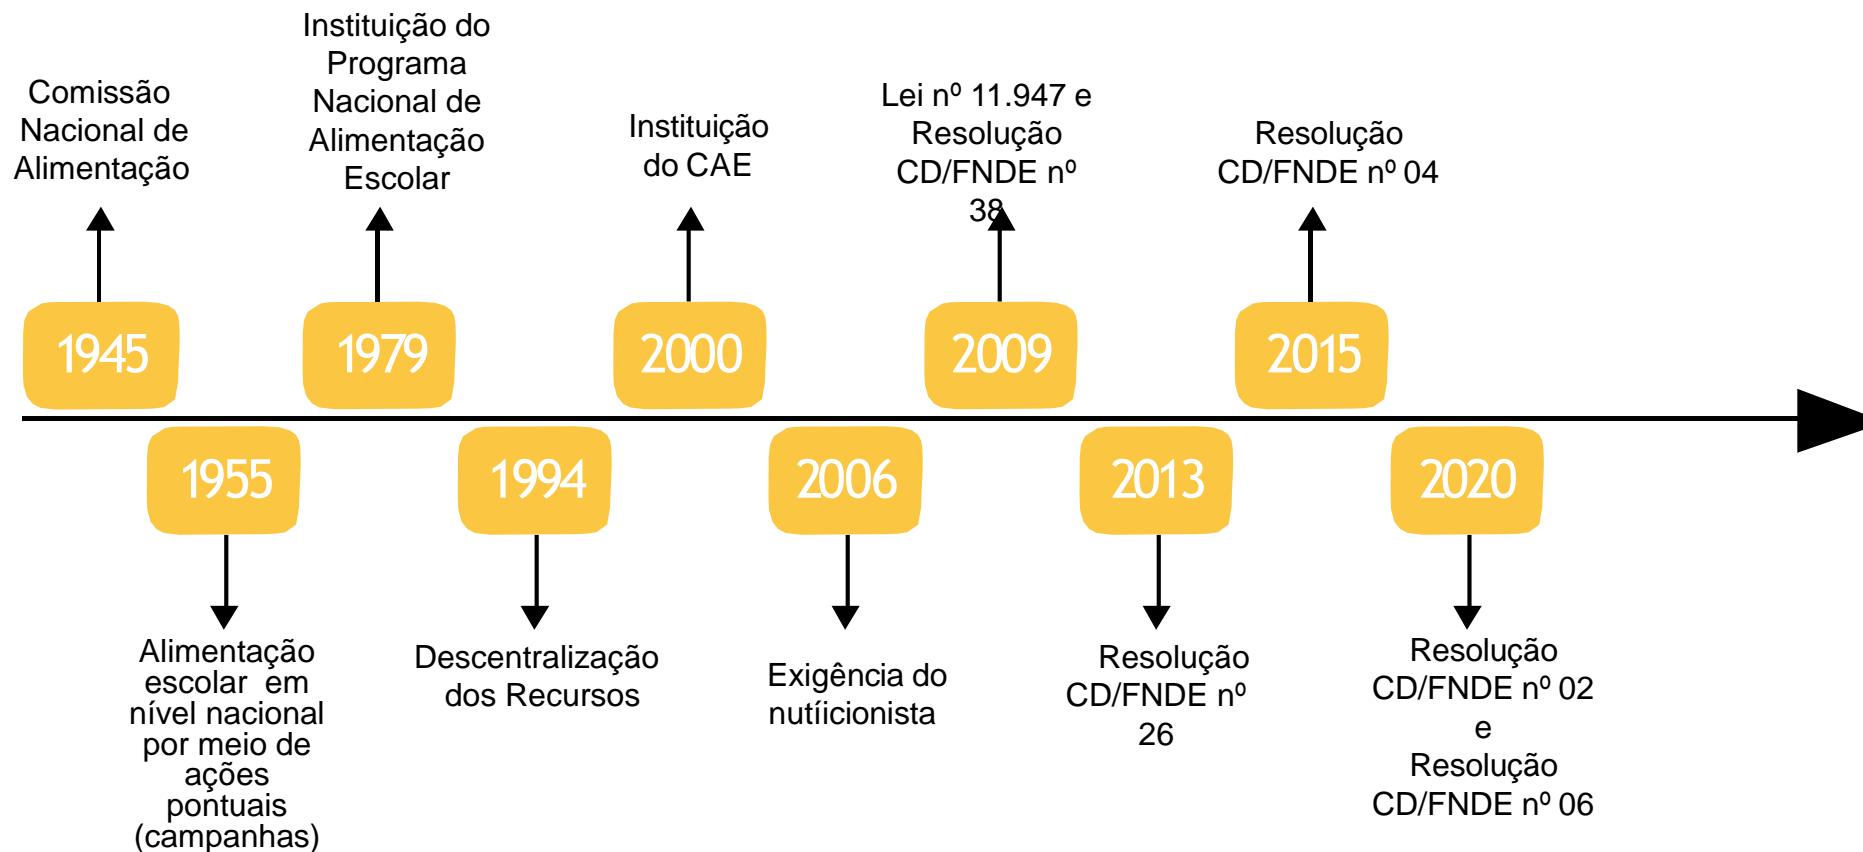 Comissão
Nacional de
Alimentação
Instituição do
Programa
Nacional de
Alimentação
Escolar
Instituição
do CAE
Lei nº 11.947 e
Resolução
CD/FNDE nº
38
Resolução
CD/FNDE nº 04
1945
1979
2000
2009
2015
1955
1994
2006
2013
2020
Alimentação
escolar em
nível nacional
por meio de
ações
pontuais
(campanhas)
Descentralização
dos Recursos
Exigência do
nutíicionista
Resolução
CD/FNDE nº
26
Resolução
CD/FNDE nº 02
e
Resolução
CD/FNDE nº 06